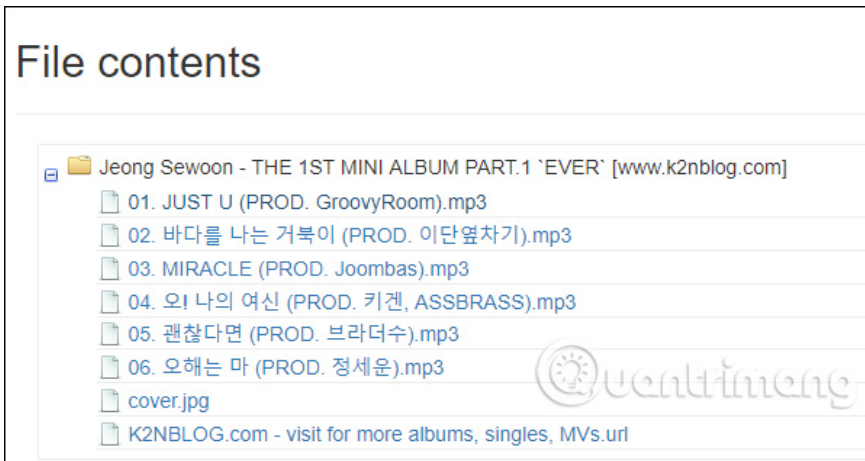 File contents
Jeong Sewoon - THE 1ST MINI ALBUM PART.1 `EVER` [www.k2nblog.com]
01. JUST U (PROD. GroovyRoom).mp3
02. 바다를 나는 거북이 (PROD. 이단옆차기).mp3
03. MIRACLE (PROD. Joombas).mp3
04. 오! 나의 여신 (PROD. 키겐, ASSBRASS).mp3
05. 괜찮다면 (PROD. 브라더수).mp3
06. 오해는 마 (PROD. 정세운).mp3
Quantrimang
cover.jpg
K2NBLOG.com - visit for more albums, singles, MVs.url